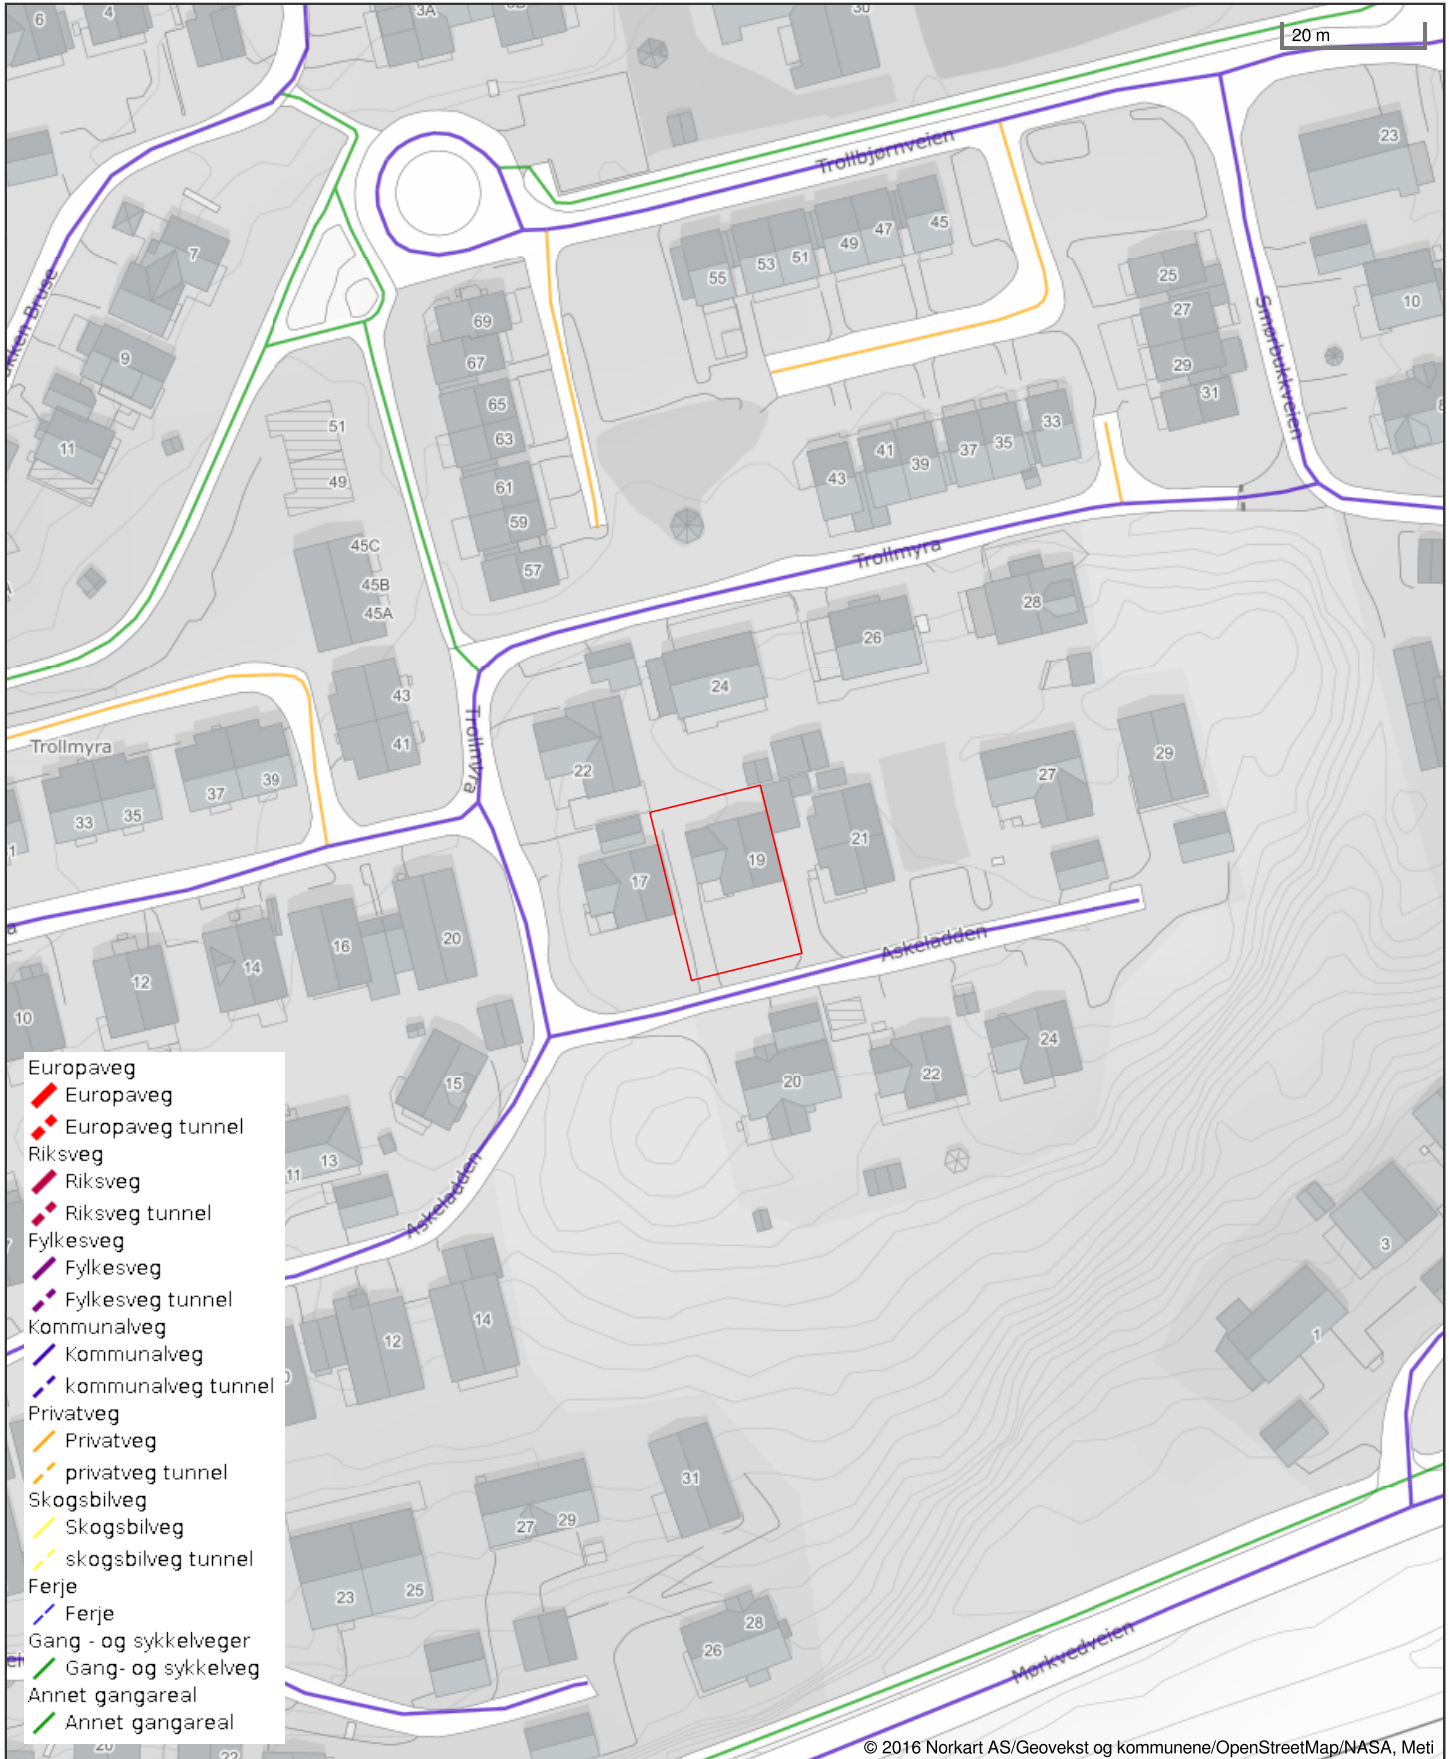 6
4
3A
20 m
Trollbjørnveien
23
7
45
47
49
51
53
55
25
27
29
31
10
Smørbukkveien
9
69
67
65
63
61
59
57
11
51
49
33
35
37
39
41
43
45C
45B
45A
Trollmyra
28
26
24
43
41
Trollmyra
22
Trollmyra
37
39
33
35
27
29
17
19
21
Askeladden
16
20
14
12
10
20
22
24
15
13
11
Askeladden
14
12
3
1
31
27
29
23
25
28
26
Mørkvedveien
20
22
Europaveg
Europaveg
Europaveg tunnel
Riksveg
Riksveg
Riksveg tunnel
Fylkesveg
Fylkesveg
Fylkesveg tunnel
Kommunalveg
Kommunalveg
kommunalveg tunnel
Privatveg
Privatveg
privatveg tunnel
Skogsbilveg
Skogsbilveg
skogsbilveg tunnel
Ferje
Ferje
Gang - og sykkelveger
Gang- og sykkelveg
Annet gangareal
Annet gangareal
© 2016 Norkart AS/Geovekst og kommunene/OpenStreetMap/NASA, Meti